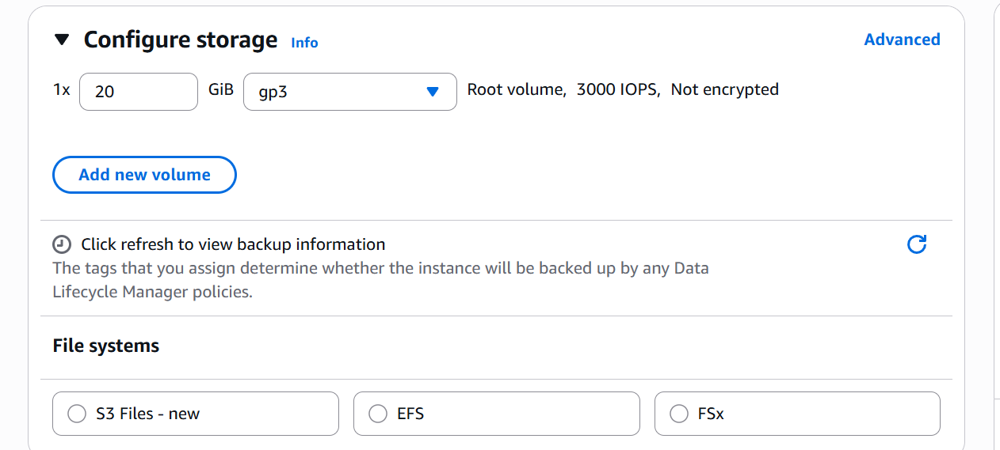 Configure storage Info Advanced
1x 20 GiB gp3 Root volume, 3000 IOPS, Not encrypted
Add new volume
Click refresh to view backup information
The tags that you assign determine whether the instance will be backed up by any Data
Lifecycle Manager policies.
File systems
S3 Files - new EFS FSx